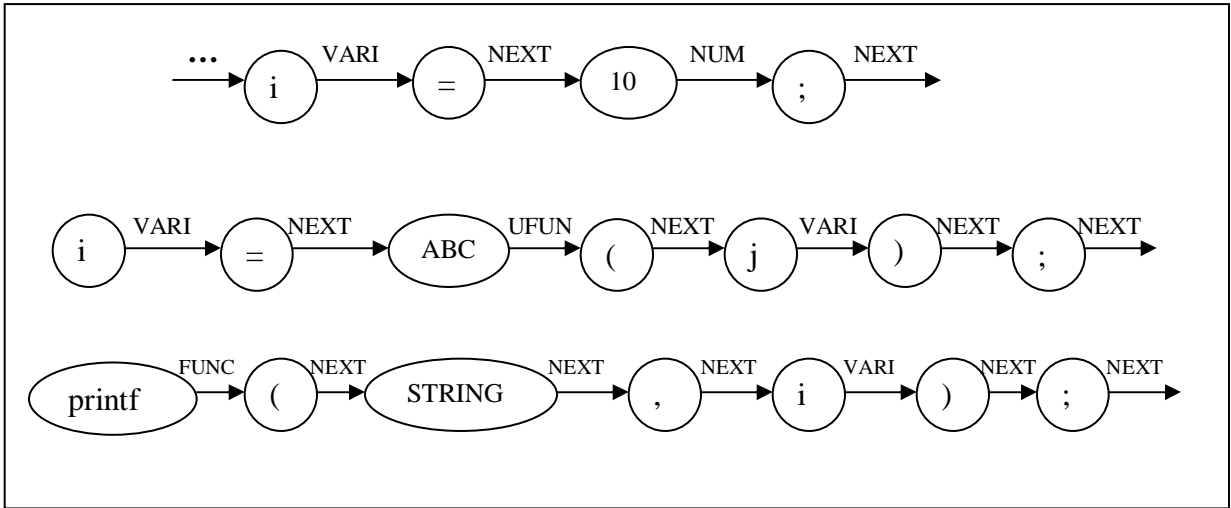 ... VARI NEXT NUM NEXT
i = 10 ;
VARI NEXT UFUN NEXT VARI NEXT NEXT
i = ABC ( j ) ;
FUNC NEXT NEXT NEXT VARI NEXT NEXT
printf ( STRING , i ) ;